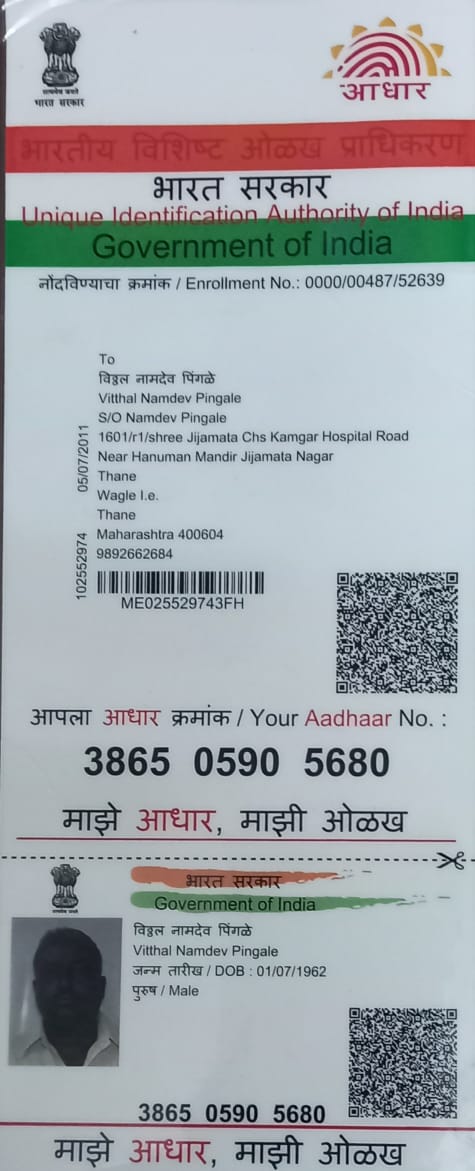 सत्यमेव जयते
भारत सरकार
आधार
भारतीय विशिष्ट ओळख प्राधिकरण
भारत सरकार
Unique Identification Authority of India
Government of India
नोंदविण्याचा क्रमांक / Enrollment No.: 0000/00487/52639
To
विठ्ठल नामदेव पिंगळे
Vitthal Namdev Pingale
S/O Namdev Pingale
1601/r1/shree Jijamata Chs Kamgar Hospital Road
Near Hanuman Mandir Jijamata Nagar
Thane
Wagle I.e.
Thane
Maharashtra 400604
9892662684
05/07/2011
102552974
ME025529743FH
आपला आधार क्रमांक / Your Aadhaar No. :
3865 0590 5680
माझे आधार, माझी ओळख
भारत सरकार
Government of India
विठ्ठल नामदेव पिंगळे
Vitthal Namdev Pingale
जन्म तारीख / DOB : 01/07/1962
पुरुष / Male
3865 0590 5680
माझे आधार, माझी ओळख